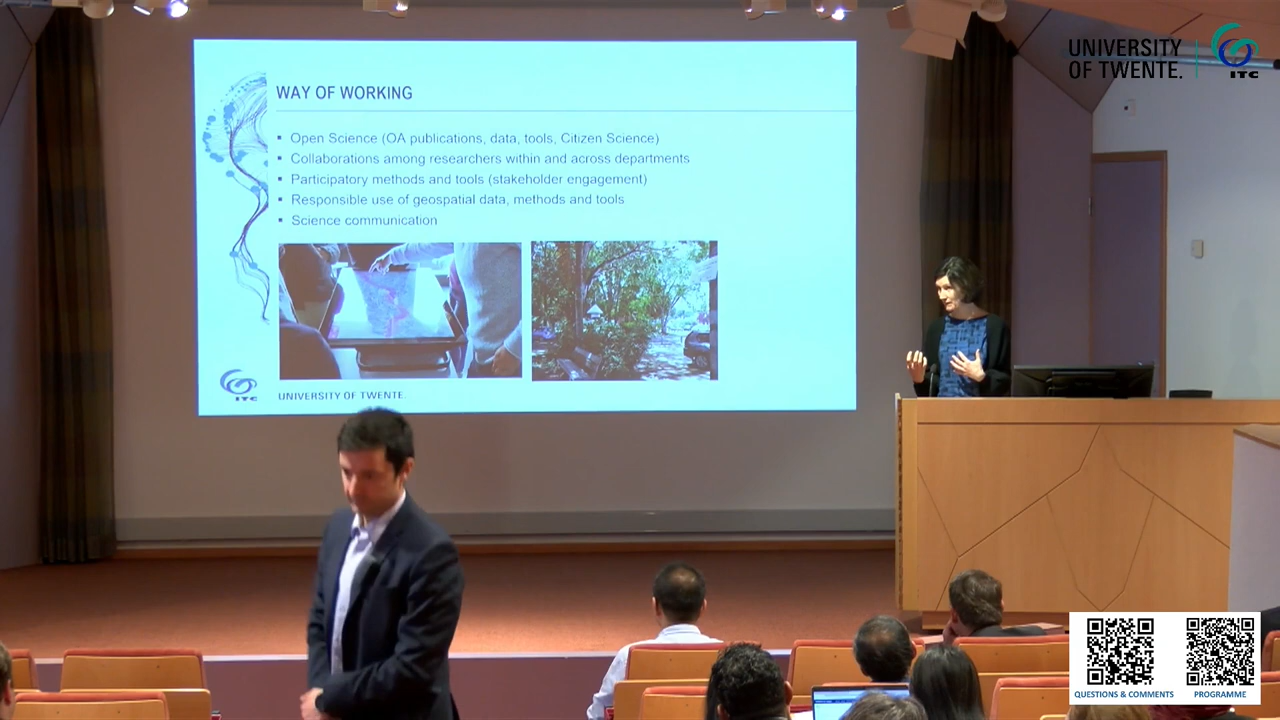 UNIVERSITY
OF TWENTE.
ITC
WAY OF WORKING
▪ Open Science (OA publications, data, tools, Citizen Science)
▪ Collaborations among researchers within and across departments
▪ Participatory methods and tools (stakeholder engagement)
▪ Responsible use of geospatial data, methods and tools
▪ Science communication
ITC
UNIVERSITY OF TWENTE.
QUESTIONS & COMMENTS
PROGRAMME